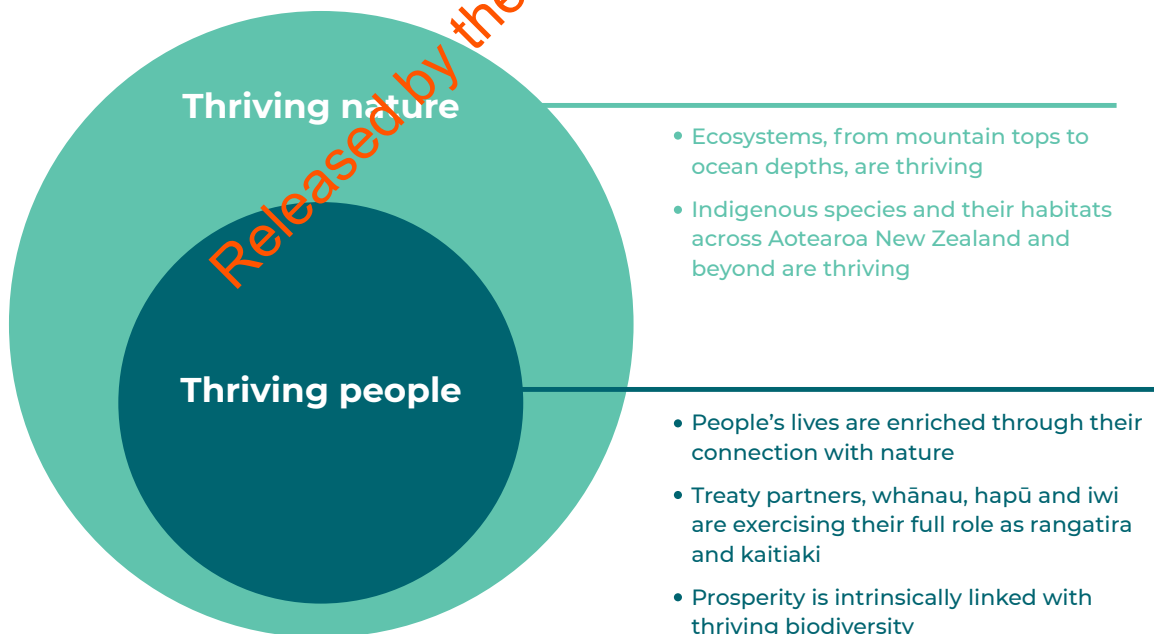 Released by the
Thriving nature
• Ecosystems, from mountain tops to
ocean depths, are thriving
• Indigenous species and their habitats
across Aotearoa New Zealand and
beyond are thriving
Thriving people
• People’s lives are enriched through their
connection with nature
• Treaty partners, whānau, hapū and iwi
are exercising their full role as rangatira
and kaitiaki
• Prosperity is intrinsically linked with
thriving biodiversity